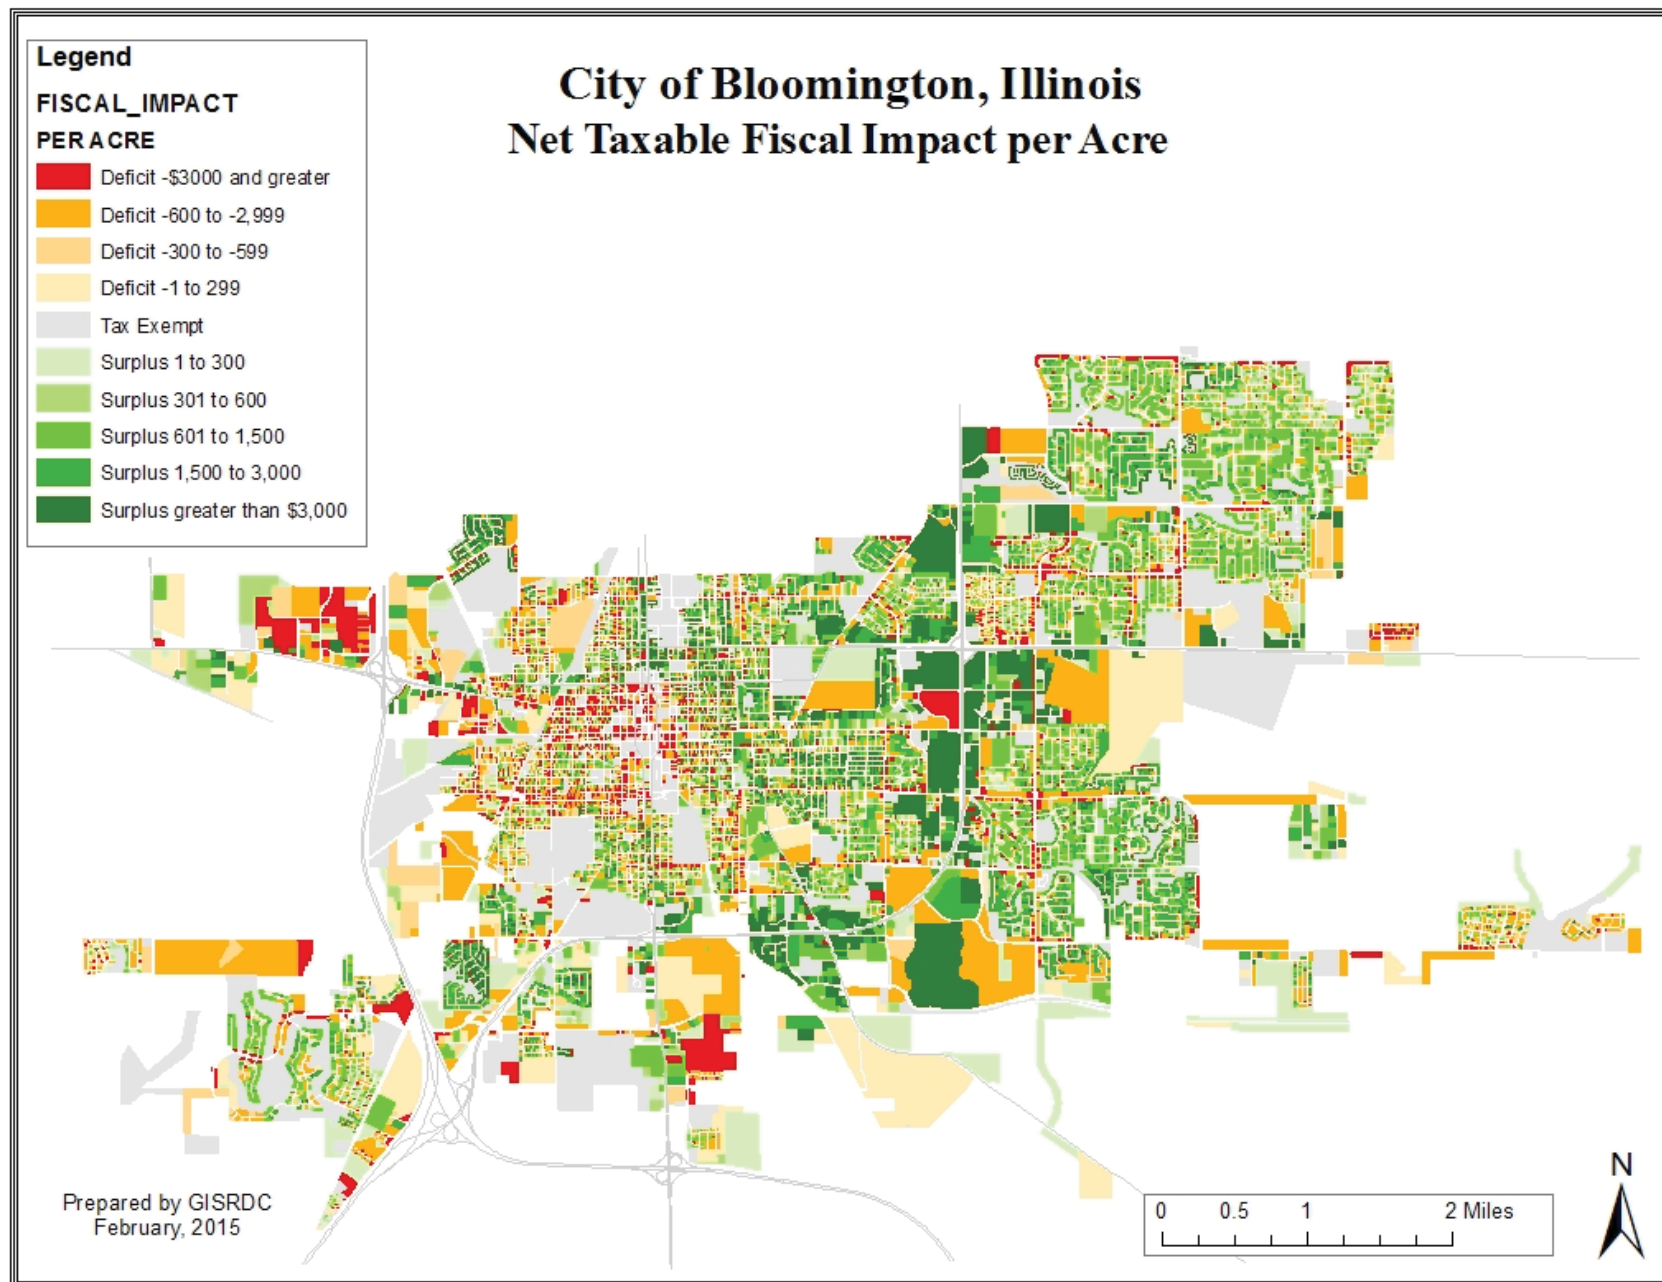 Legend
FISCAL_IMPACT
PER ACRE
Deficit -$3000 and greater
Deficit -600 to -2,999
Deficit -300 to -599
Deficit -1 to 299
Tax Exempt
Surplus 1 to 300
Surplus 301 to 600
Surplus 601 to 1,500
Surplus 1,500 to 3,000
Surplus greater than $3,000
City of Bloomington, Illinois
Net Taxable Fiscal Impact per Acre
Prepared by GISRDC
February, 2015
0 0.5 1 2 Miles
N